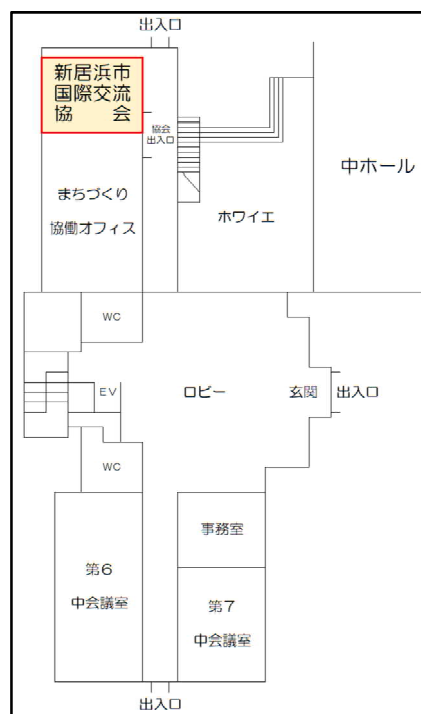 出入口
新居浜市
国際交流
協　会
協会
出入口
中ホール
まちづくり
協働オフィス
ホワイエ
WC
EV
ロビー
玄関
出入口
WC
事務室
第6
中会議室
第7
中会議室
出入口